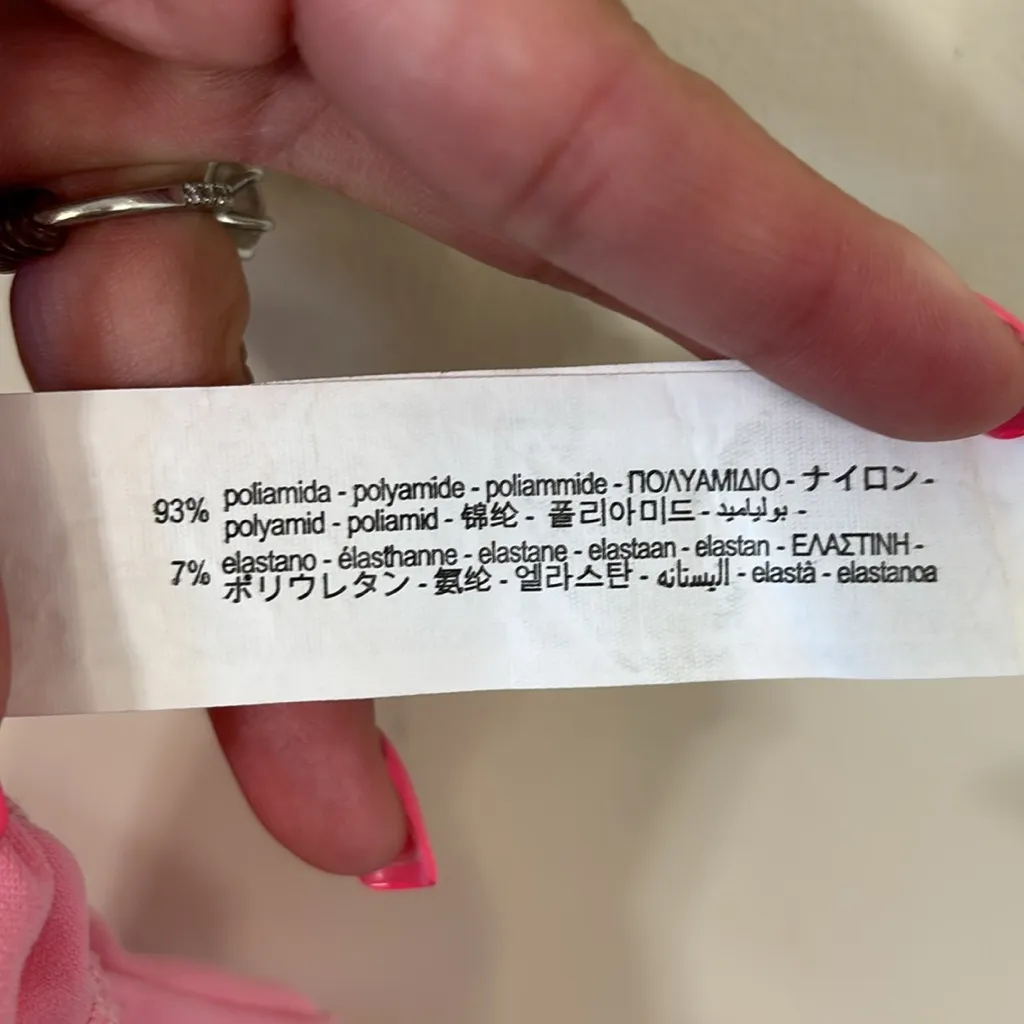 93% poliamida - polyamide - poliammide - ΠΟΛΥΑΜΙΔΙΟ - ナイロン -
polyamid - poliamid - 锦纶 - 폴리아미드 - بولياميد -
7% elastano - élasthanne - elastane - elastaan - elastan - ΕΛΑΣΤΙΝΗ -
ポリウレタン - 氨纶 - 엘라스탄 - اليستانه - elastà - elastanoa